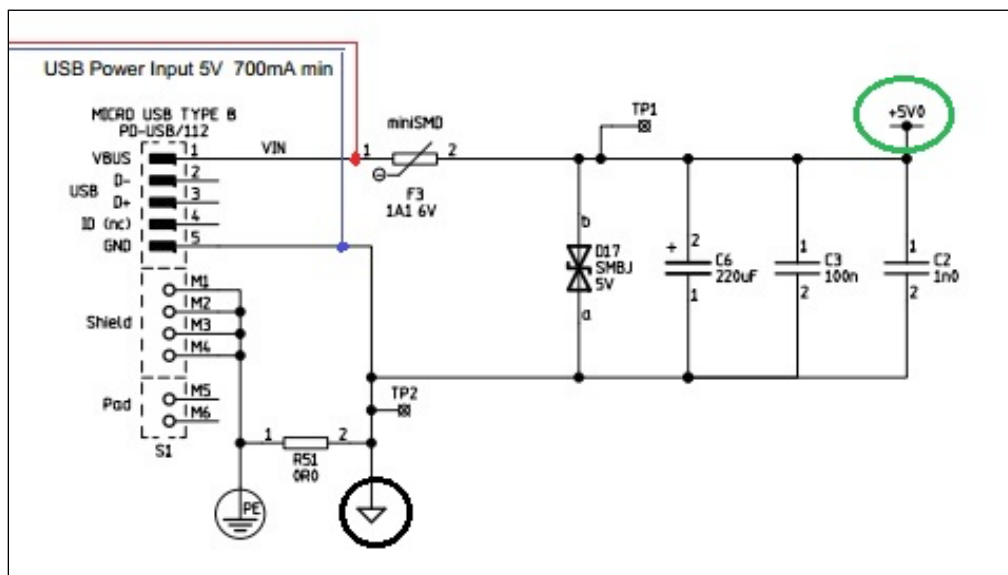 USB Power Input 5V 700mA min
MICRO USB TYPE B
PD-USB/112
VBUS 1
D- 2
USB
D+ 3
ID (nc) 4
GND 5
VIN
miniSMD
1 2
F3
1A1 6V
TP1
+5V0
b
D17
SMBJ
5V
a
+ 2
C6
220uF
1
1
C3
100n
2
1
C2
1n0
2
M1
M2
Shield
M3
M4
Pad
M5
M6
S1
TP2
1 2
R51
0R0
PE